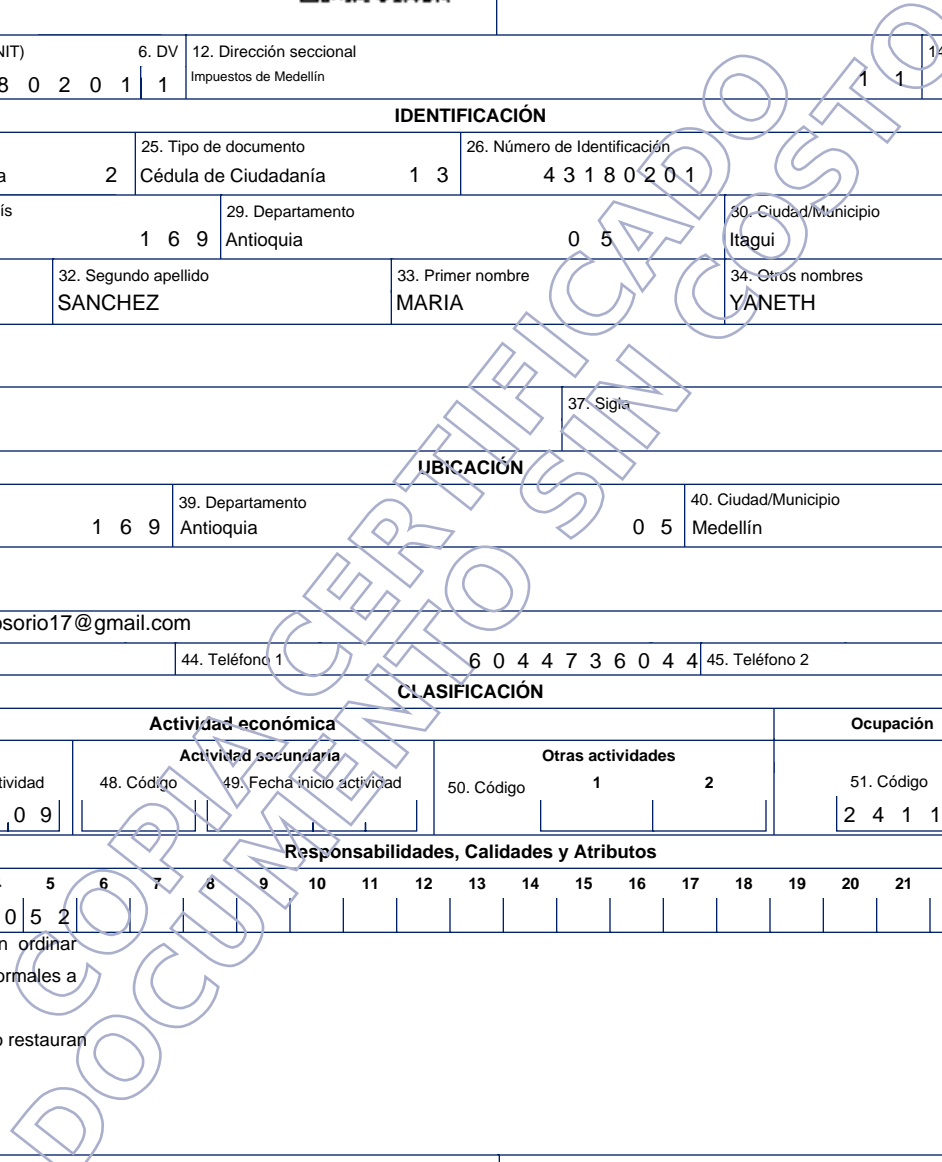 NIT) 6. DV 12. Dirección seccional 14
8 0 2 0 1 1 Impuestos de Medellín 1 1
IDENTIFICACIÓN
25. Tipo de documento 26. Número de Identificación
a 2 Cédula de Ciudadanía 1 3 4 3 1 8 0 2 0 1
ís 29. Departamento 30. Ciudad/Municipio
1 6 9 Antioquia 0 5 Itagui
32. Segundo apellido 33. Primer nombre 34. Otros nombres
SANCHEZ MARIA YANETH
37. Sigla
UBICACIÓN
39. Departamento 40. Ciudad/Municipio
1 6 9 Antioquia 0 5 Medellín
osorio17@gmail.com
44. Teléfono 1 6 0 4 4 7 3 6 0 4 4 45. Teléfono 2
CLASIFICACIÓN
Actividad económica Ocupación
Actividad secundaria Otras actividades
tividad 48. Código 49. Fecha inicio actividad 50. Código 1 2 51. Código
0 9 2 4 1 1
Responsabilidades, Calidades y Atributos
5 6 7 8 9 10 11 12 13 14 15 16 17 18 19 20 21
0 5 2
n ordinar
ormales a
o restauran
COPIA CERTIFICADO
DOCUMENTO SIN COSTO